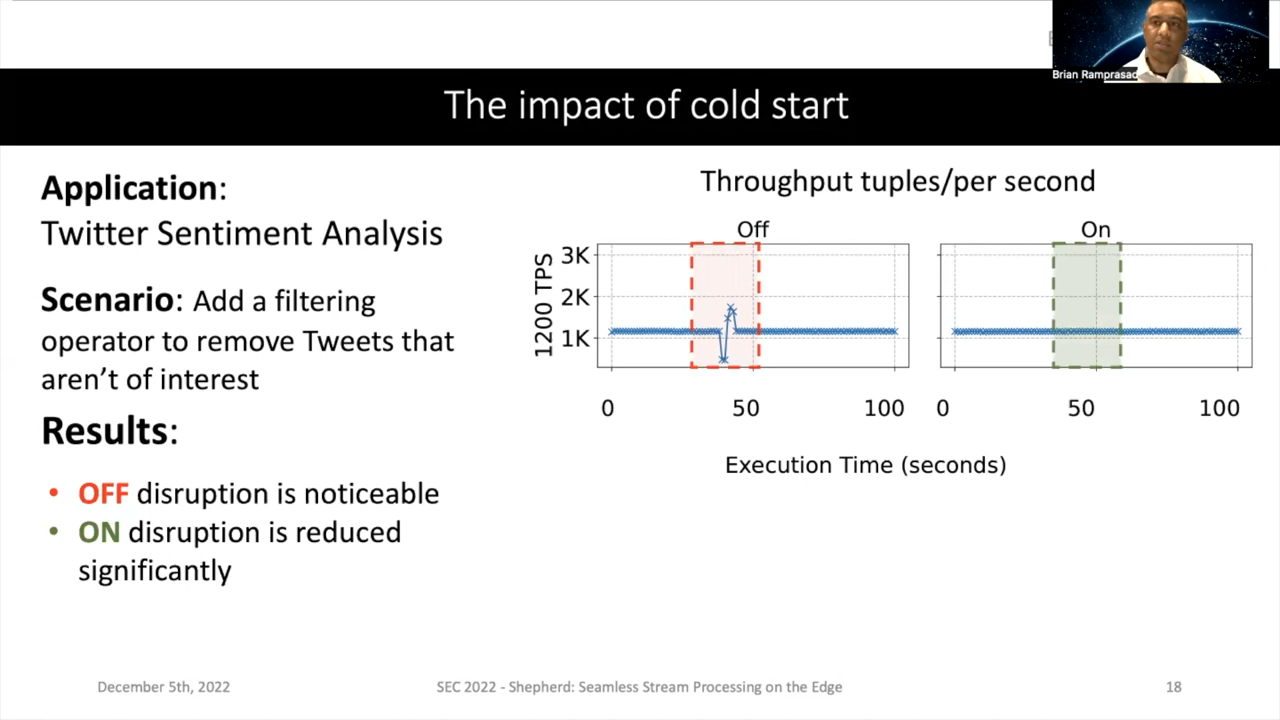 Brian Ramprasad
The impact of cold start
Application:
Twitter Sentiment Analysis
Scenario: Add a filtering
operator to remove Tweets that
aren’t of interest
Results:
• OFF disruption is noticeable
• ON disruption is reduced
significantly
Throughput tuples/per second
Off
On
1200 TPS
3K
2K
1K
0
50
100
0
50
100
Execution Time (seconds)
December 5th, 2022
SEC 2022 - Shepherd: Seamless Stream Processing on the Edge
18